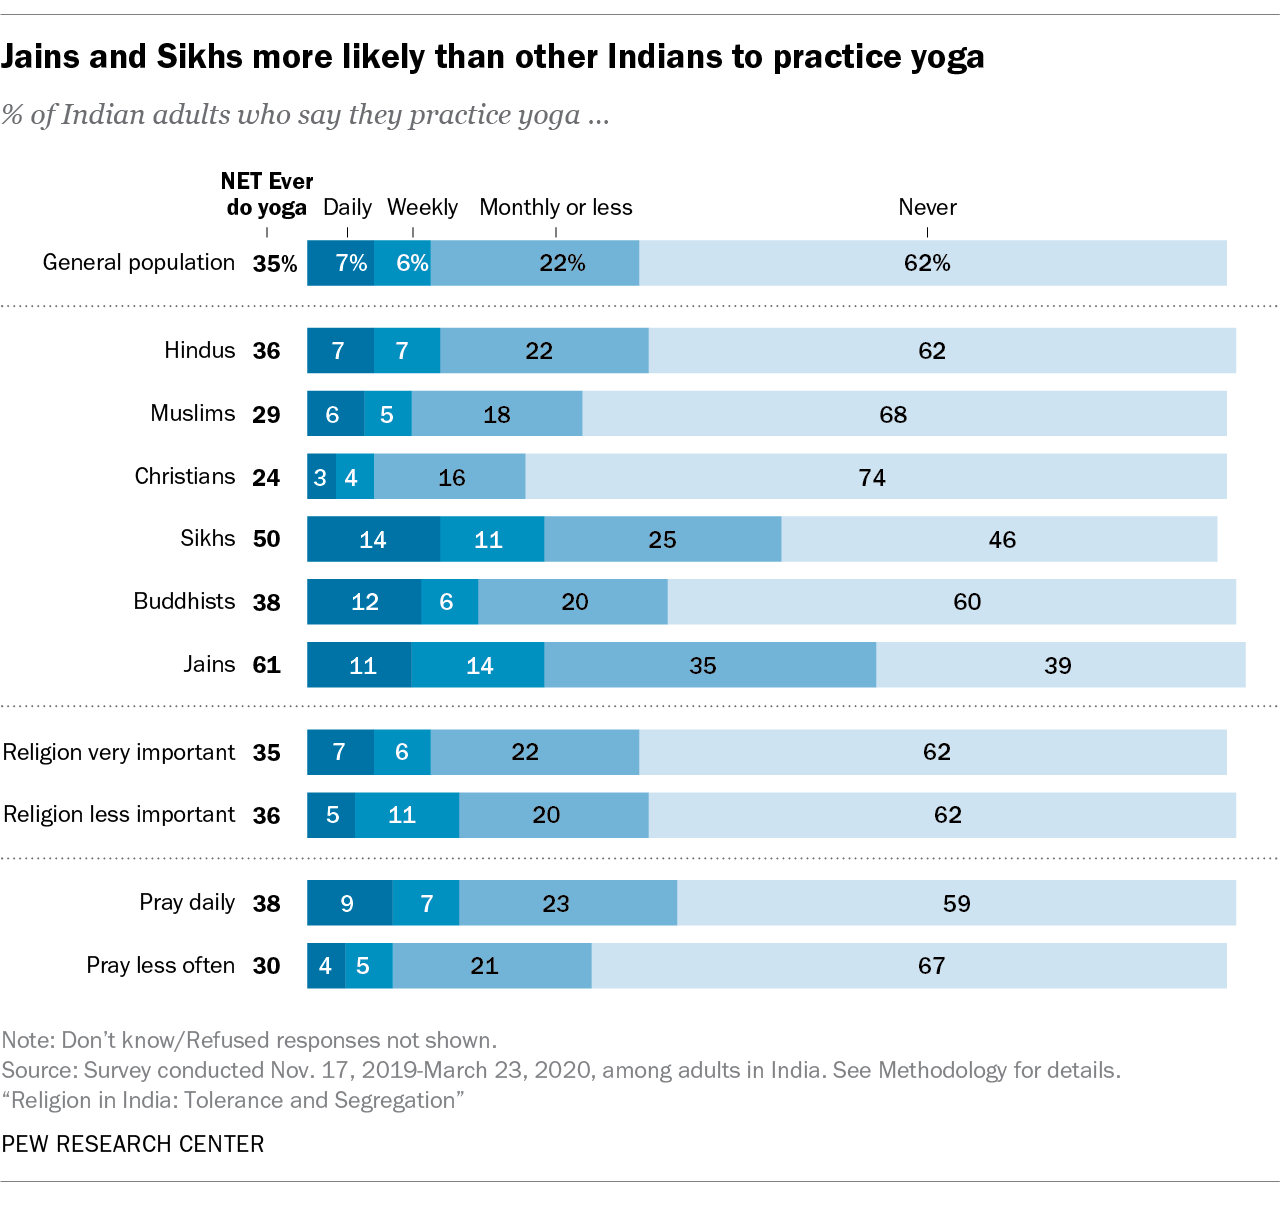 Jains and Sikhs more likely than other Indians to practice yoga
% of Indian adults who say they practice yoga ...
NET Ever
do yoga Daily Weekly Monthly or less Never
General population 35% 7% 6% 22% 62%
Hindus 36 7 7 22 62
Muslims 29 6 5 18 68
Christians 24 3 4 16 74
Sikhs 50 14 11 25 46
Buddhists 38 12 6 20 60
Jains 61 11 14 35 39
Religion very important 35 7 6 22 62
Religion less important 36 5 11 20 62
Pray daily 38 9 7 23 59
Pray less often 30 4 5 21 67
Note: Don’t know/Refused responses not shown.
Source: Survey conducted Nov. 17, 2019-March 23, 2020, among adults in India. See Methodology for details.
“Religion in India: Tolerance and Segregation”
PEW RESEARCH CENTER